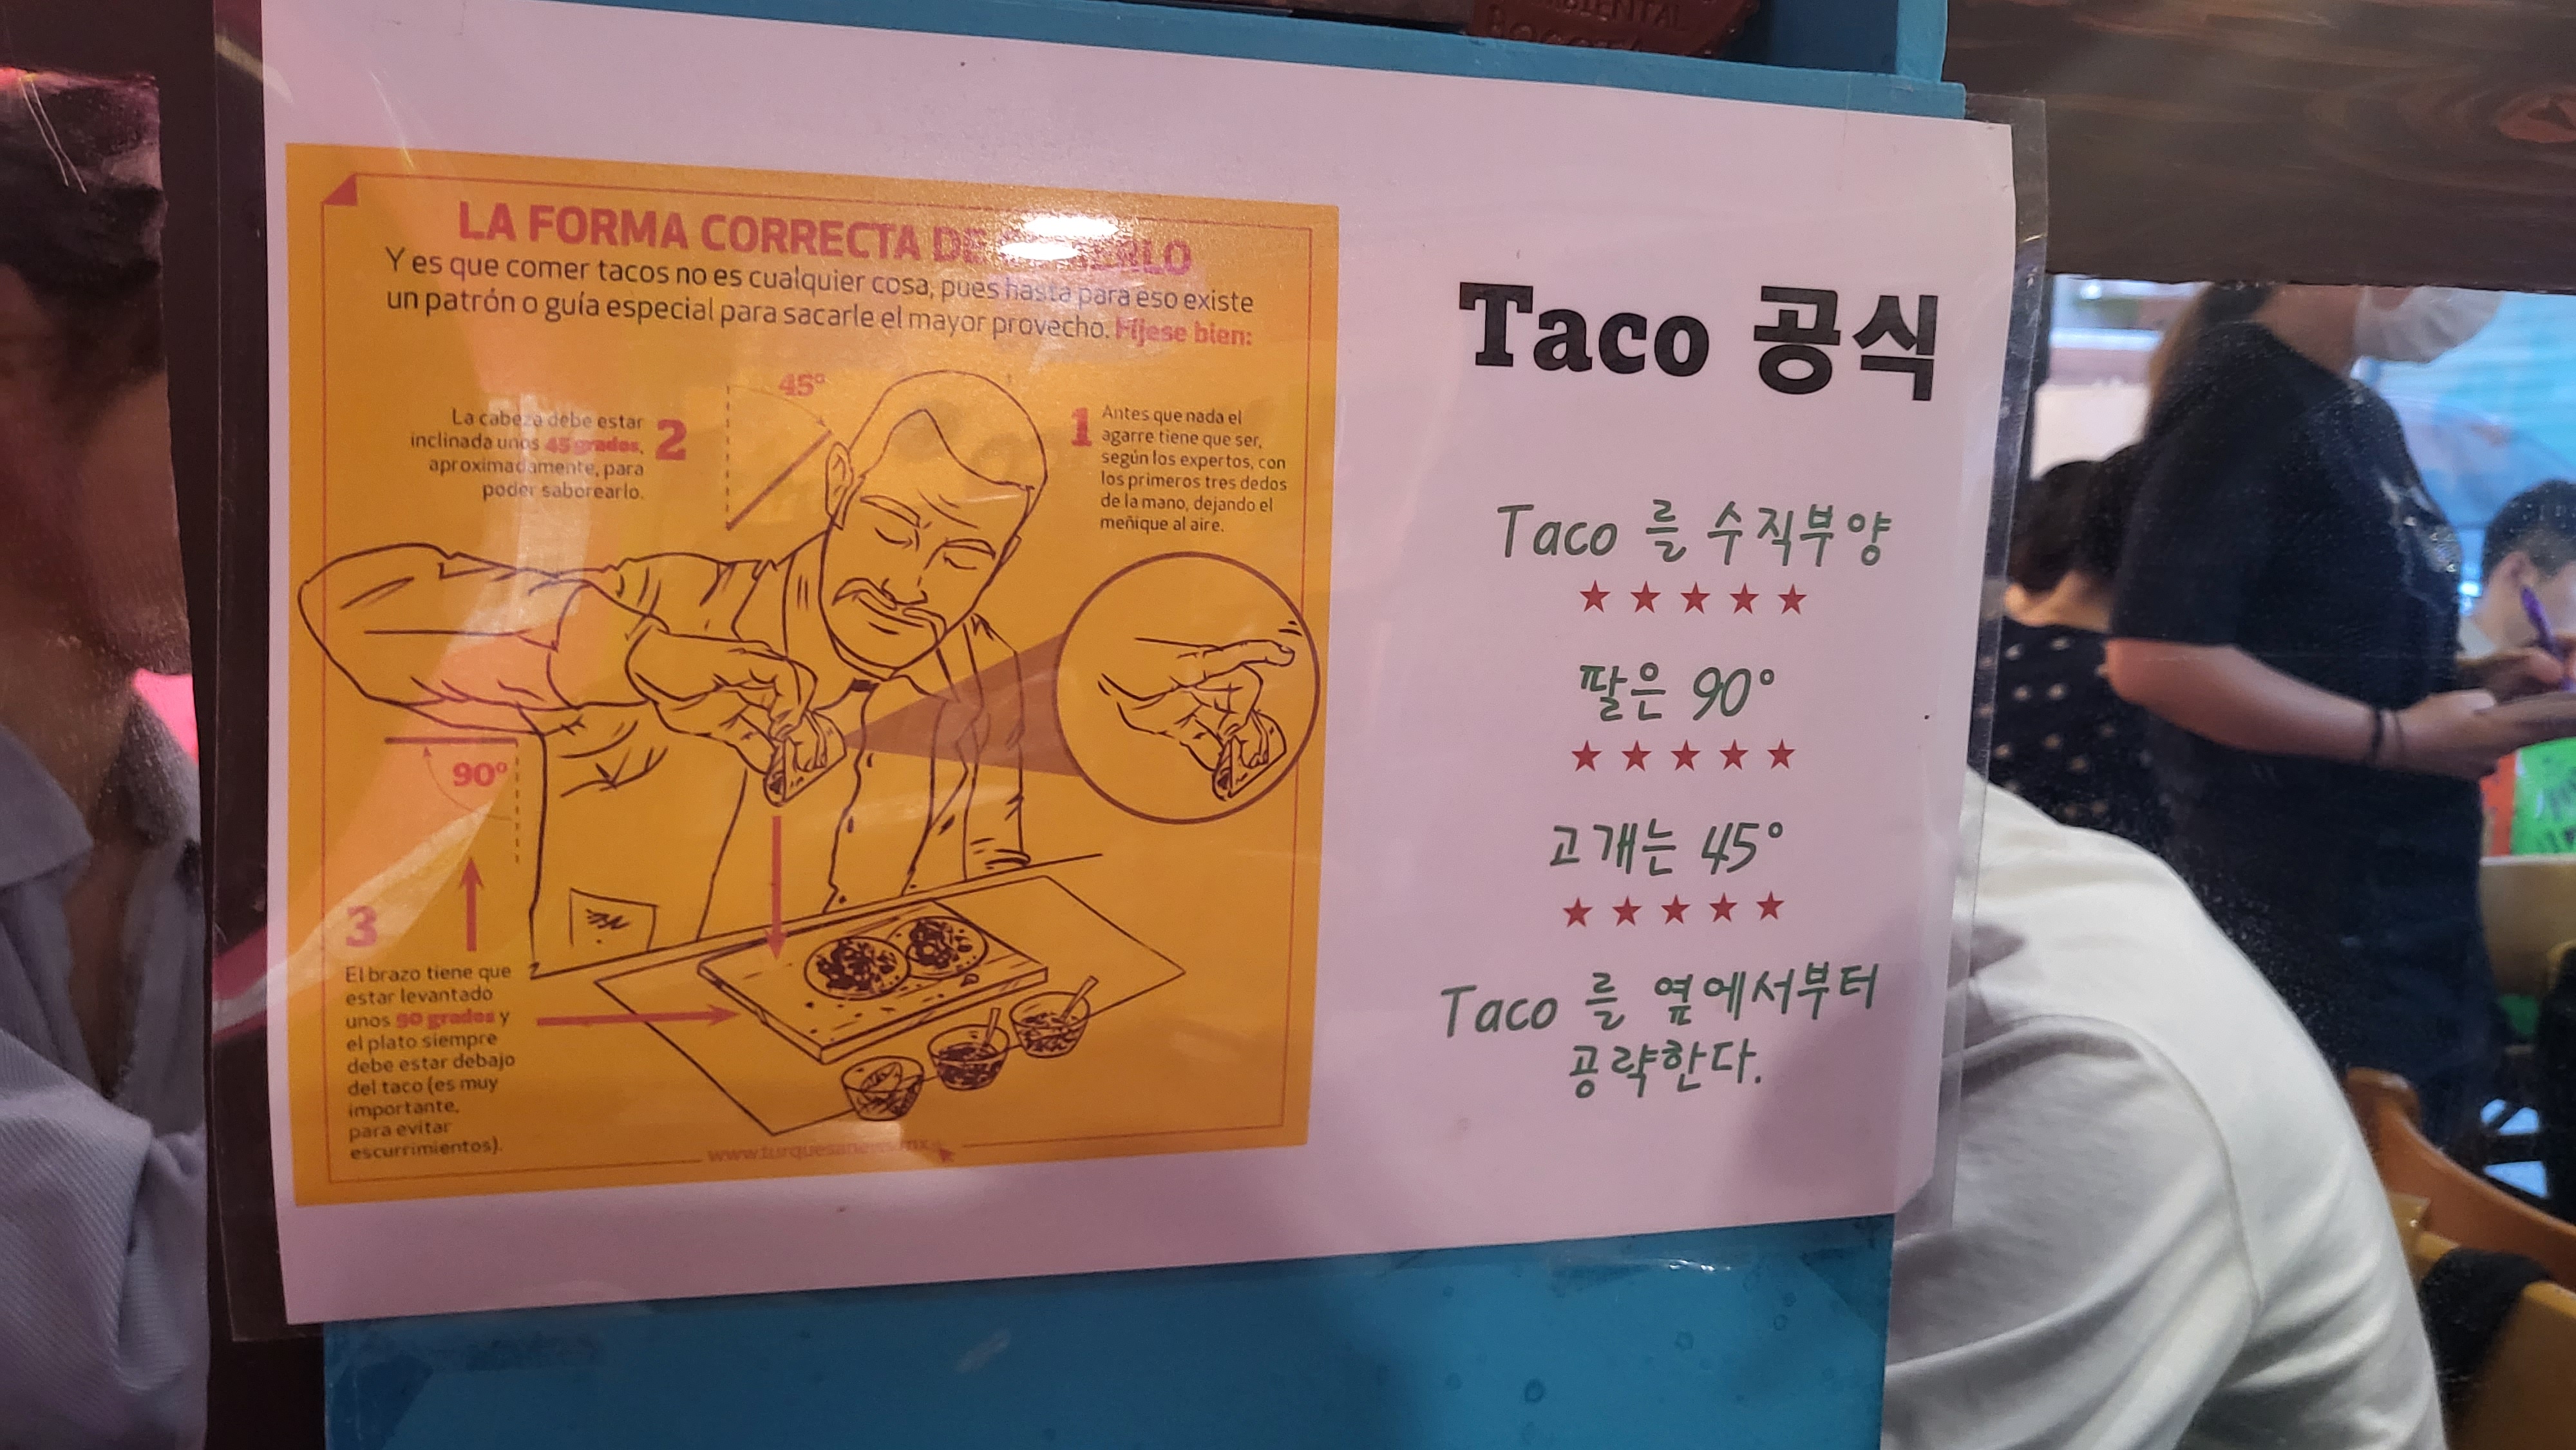 LA FORMA CORRECTA DE
Y es que comer tacos no es cualquier cosa, pues hasta para eso existe
un patrón o guía especial para sacarle el mayor provecho. Fíjese bien:
45°
La cabeza debe estar
inclinada unos 45 grados,
aproximadamente, para
poder saborearlo.
2
1
Antes que nada el
agarre tiene que ser,
según los expertos, con
los primeros tres dedos
de la mano, dejando el
meñique al aire.
90°
3
El brazo tiene que
estar levantado
unos 90 grados y
el plato siempre
debe estar debajo
del taco (es muy
importante,
para evitar
escurrimientos).
www.turquesanews.mx
Taco 공식
Taco 를 수직부양
★ ★ ★ ★ ★
팔은 90°
★ ★ ★ ★ ★
고개는 45°
★ ★ ★ ★ ★
Taco 를 옆에서부터
공략한다.